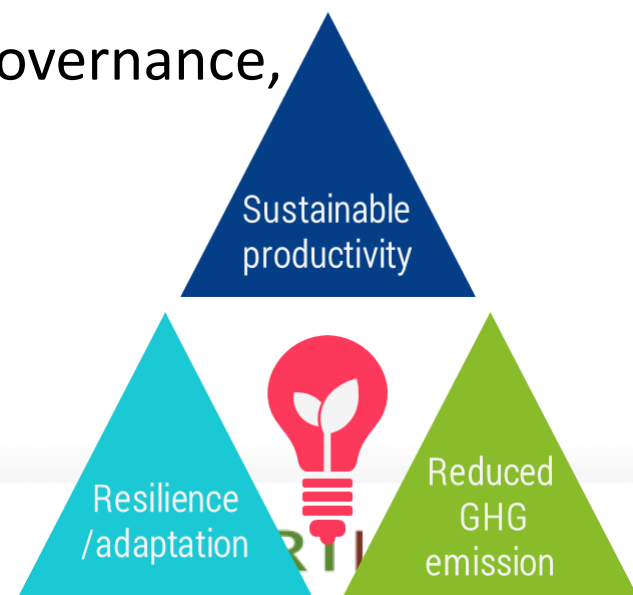 overnance,
Sustainable
productivity
Resilience
/adaptation
Reduced
GHG
emission